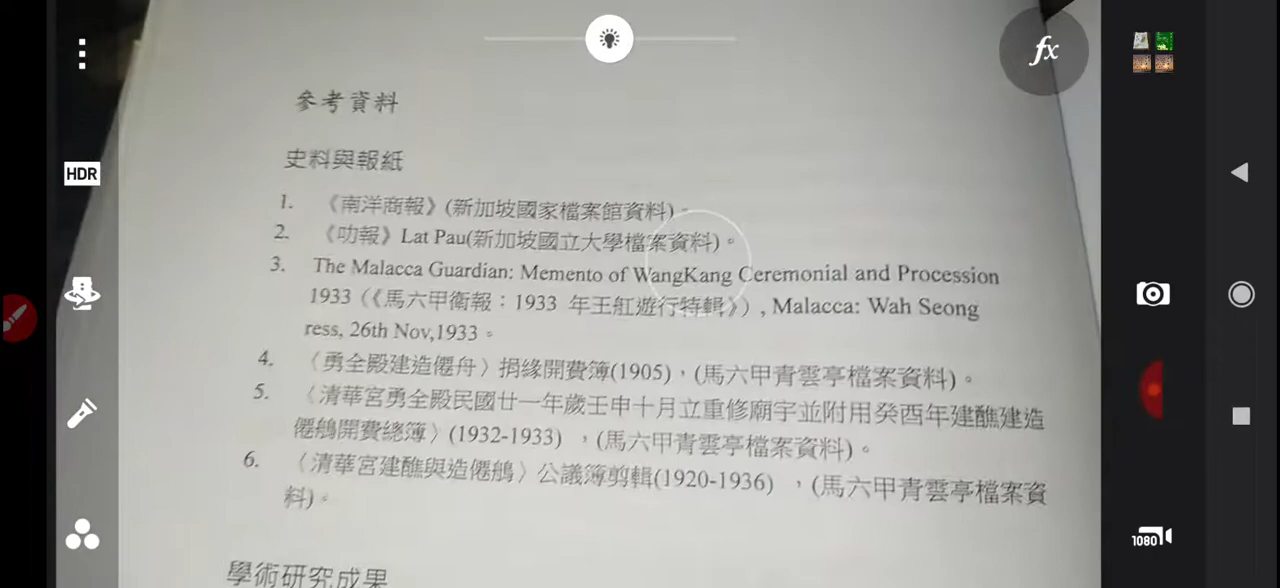 fx
HDR
參考資料
史料與報紙
1. 《南洋商報》(新加坡國家檔案館資料)。
2. 《叻報》Lat Pau(新加坡國立大學檔案資料)。
3. The Malacca Guardian: Memento of WangKang Ceremonial and Procession
1933 (《馬六甲衛報：1933 年王舡遊行特輯》) , Malacca: Wah Seong
ress, 26th Nov,1933。
4. 〈勇全殿建造僊舟〉捐緣開費簿(1905)，(馬六甲青雲亭檔案資料)。
5. 〈清華宮勇全殿民國廿一年歲壬申十月立重修廟宇並附用癸酉年建醮建造
僊鵃開費總簿〉(1932-1933) ，(馬六甲青雲亭檔案資料)。
6. 〈清華宮建醮與造僊鵃〉公議簿剪輯(1920-1936) ，(馬六甲青雲亭檔案資
料)。
學術研究成果
1080